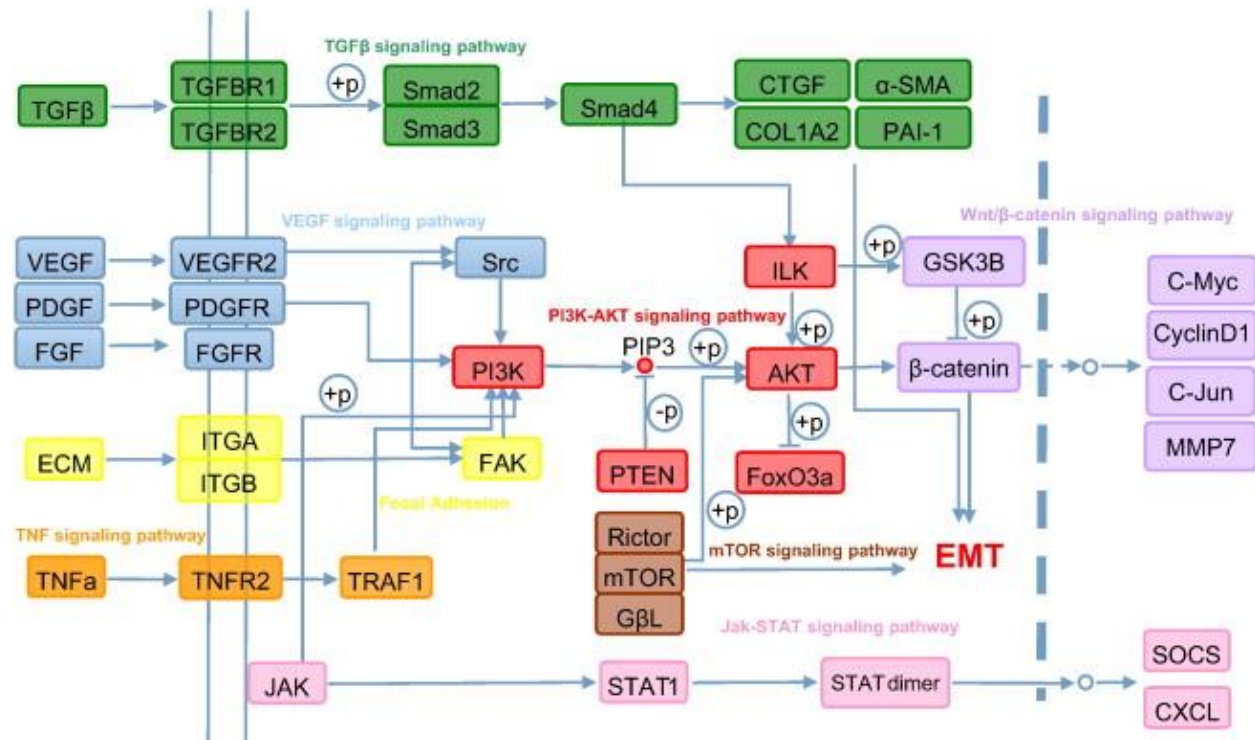 TGFβ signaling pathway
TGFβ
TGFBR1
TGFBR2
+p
Smad2
Smad3
Smad4
CTGF
α-SMA
COL1A2
PAI-1
VEGF signaling pathway
Wnt/β-catenin signaling pathway
VEGF
VEGFR2
Src
ILK
+p
GSK3B
PDGF
PDGFR
C-Myc
PI3K-AKT signaling pathway
+p
+p
CyclinD1
FGF
FGFR
PI3K
PIP3
+p
AKT
β-catenin
+p
C-Jun
-p
+p
ECM
ITGA
ITGB
FAK
PTEN
FoxO3a
MMP7
Focal Adhesion
+p
TNF signaling pathway
Rictor
mTOR signaling pathway
EMT
TNFa
TNFR2
TRAF1
mTOR
GβL
Jak-STAT signaling pathway
JAK
STAT1
STAT dimer
SOCS
CXCL